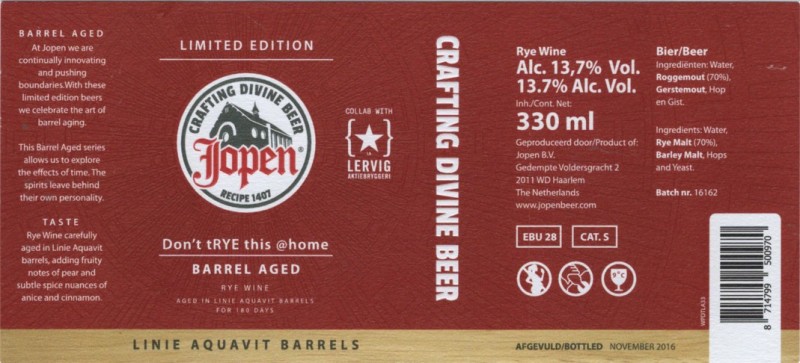 BARREL AGED
At Jopen we are
continually innovating
and pushing
boundaries.With these
limited edition beers
we celebrate the art of
barrel aging.
This Barrel Aged series
allows us to explore
the effects of time. The
spirits leave behind
their own personality.
TASTE
Rye Wine carefully
aged in Linie Aquavit
barrels, adding fruity
notes of pear and
subtle spice nuances of
anice and cinnamon.
LIMITED EDITION
CRAFTING DIVINE BEER
Jopen®
RECIPE 1407
COLLAB WITH
LERVIG
AKTIEBRYGGERI
Don't tRYE this @home
BARREL AGED
RYE WINE
AGED IN LINIE AQUAVIT BARRELS
FOR 180 DAYS
LINIE AQUAVIT BARRELS
CRAFTING DIVINE BEER
Rye Wine
Alc. 13,7% Vol.
13.7% Alc. Vol.
Inh./Cont. Net:
330 ml
Geproduceerd door/Product of:
Jopen B.V.
Gedempte Voldersgracht 2
2011 WD Haarlem
The Netherlands
www.jopenbeer.com
EBU 28
CAT. S
9°C
Bier/Beer
Ingrediënten: Water,
Roggemout (70%),
Gerstemout, Hop
en Gist.
Ingredients: Water,
Rye Malt (70%),
Barley Malt, Hops
and Yeast.
Batch nr. 16162
8 714799 500970
AFGEVULD/BOTTLED NOVEMBER 2016